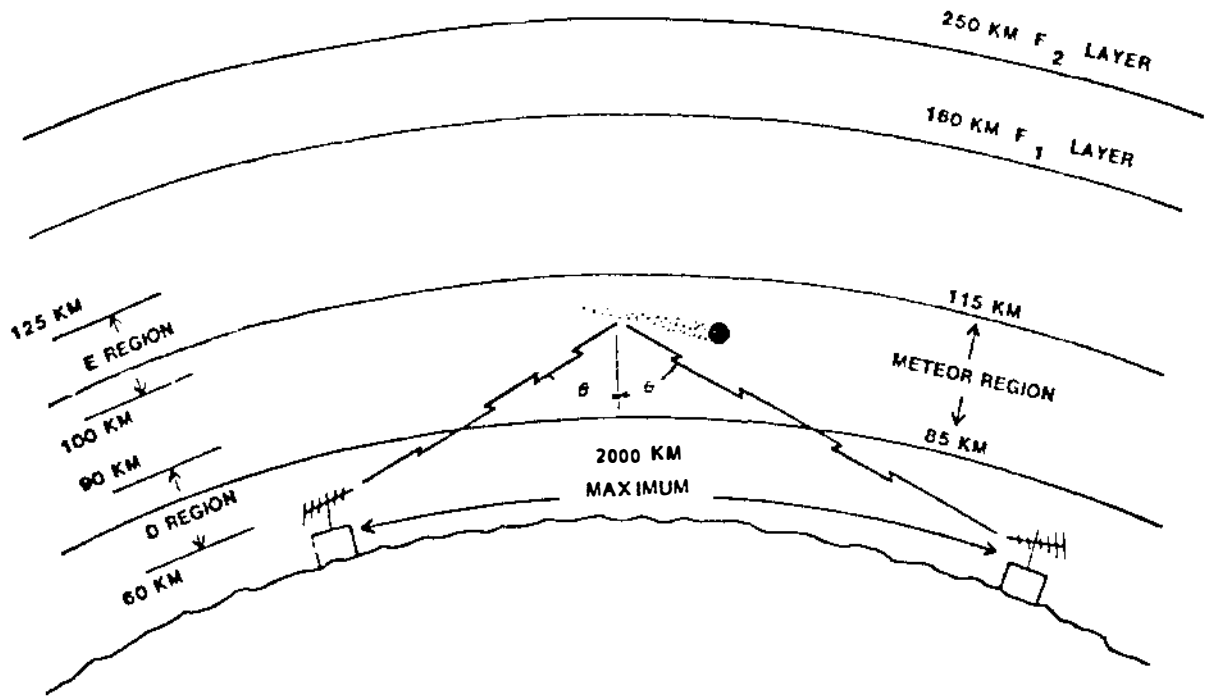 250 KM F2 LAYER
160 KM F1 LAYER
125 KM
E REGION
100 KM
90 KM
D REGION
60 KM
115 KM
METEOR REGION
85 KM
θ θ
2000 KM
MAXIMUM